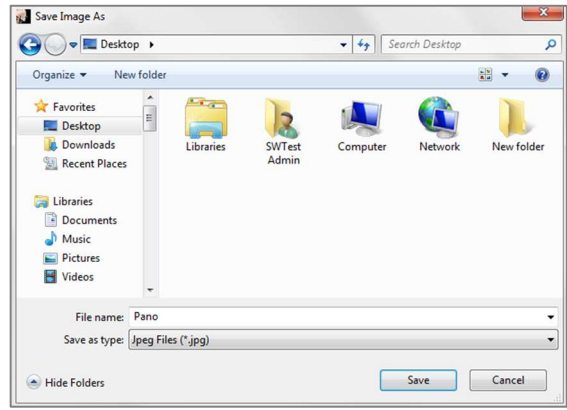 Save Image As
Desktop
Search Desktop
Organize
New folder
Favorites
Desktop
Downloads
Recent Places
Libraries
Documents
Music
Pictures
Videos
Libraries
SWTest
Admin
Computer
Network
New folder
File name: Pano
Save as type: Jpeg Files (*.jpg)
Hide Folders
Save
Cancel